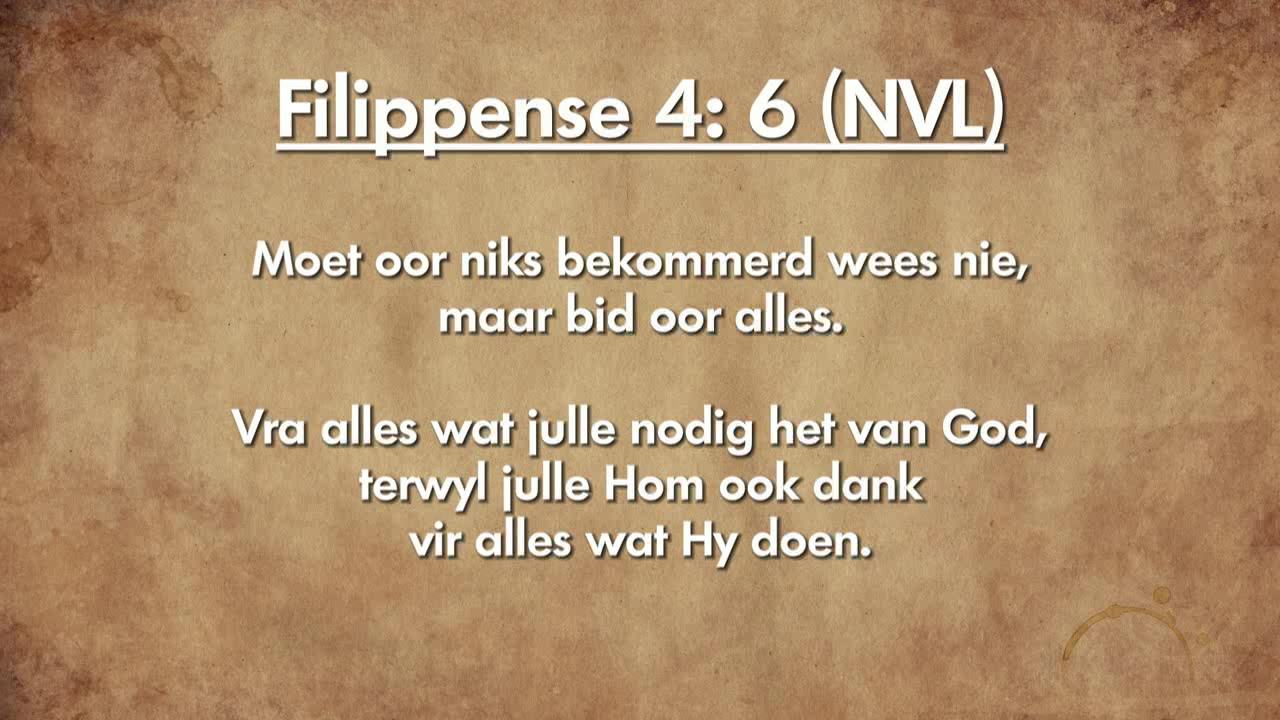 Filippense 4: 6 (NVL)
Moet oor niks bekommerd wees nie,
maar bid oor alles.
Vra alles wat julle nodig het van God,
terwyl julle Hom ook dank
vir alles wat Hy doen.